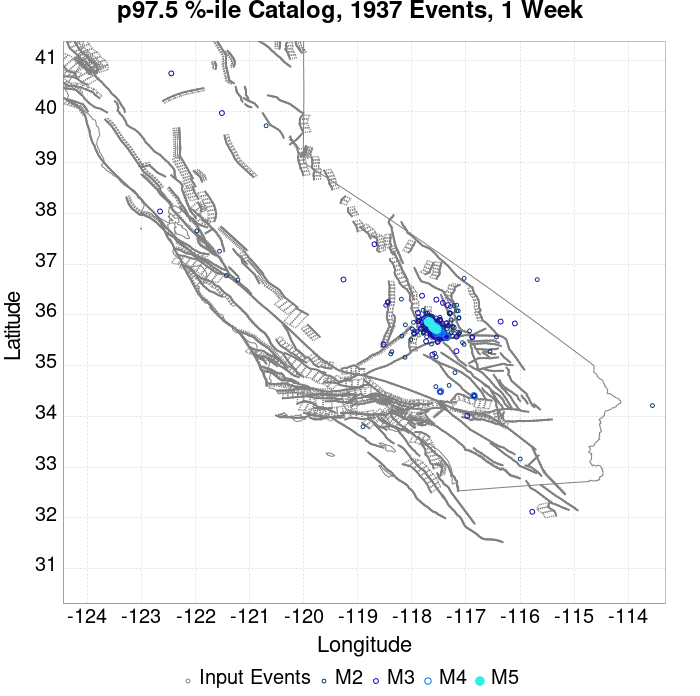 p97.5 %-ile Catalog, 1937 Events, 1 Week
41
40
39
38
37
36
35
34
33
32
31
Latitude
-124 -123 -122 -121 -120 -119 -118 -117 -116 -115 -114
Longitude
Input Events M2 M3 M4 M5